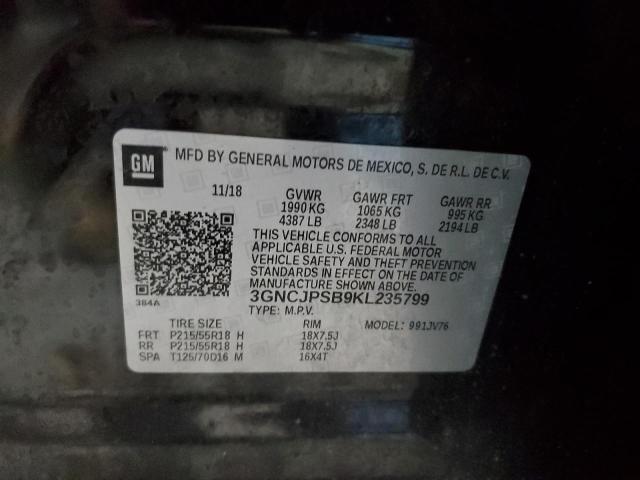 GM
MFD BY GENERAL MOTORS DE MEXICO, S. DE R.L. DE C.V.
11/18 GVWR GAWR FRT GAWR RR
1990 KG 1065 KG 995 KG
4387 LB 2348 LB 2194 LB
THIS VEHICLE CONFORMS TO ALL
APPLICABLE U.S. FEDERAL MOTOR
VEHICLE SAFETY AND THEFT PREVENTION
STANDARDS IN EFFECT ON THE DATE OF
MANUFACTURE SHOWN ABOVE.
384A
3GNCJPSB9KL235799
TYPE: M.P.V.
TIRE SIZE RIM MODEL: 991JV76
FRT P215/55R18 H 18X7.5J
RR P215/55R18 H 18X7.5J
SPA T125/70D16 M 16X4T